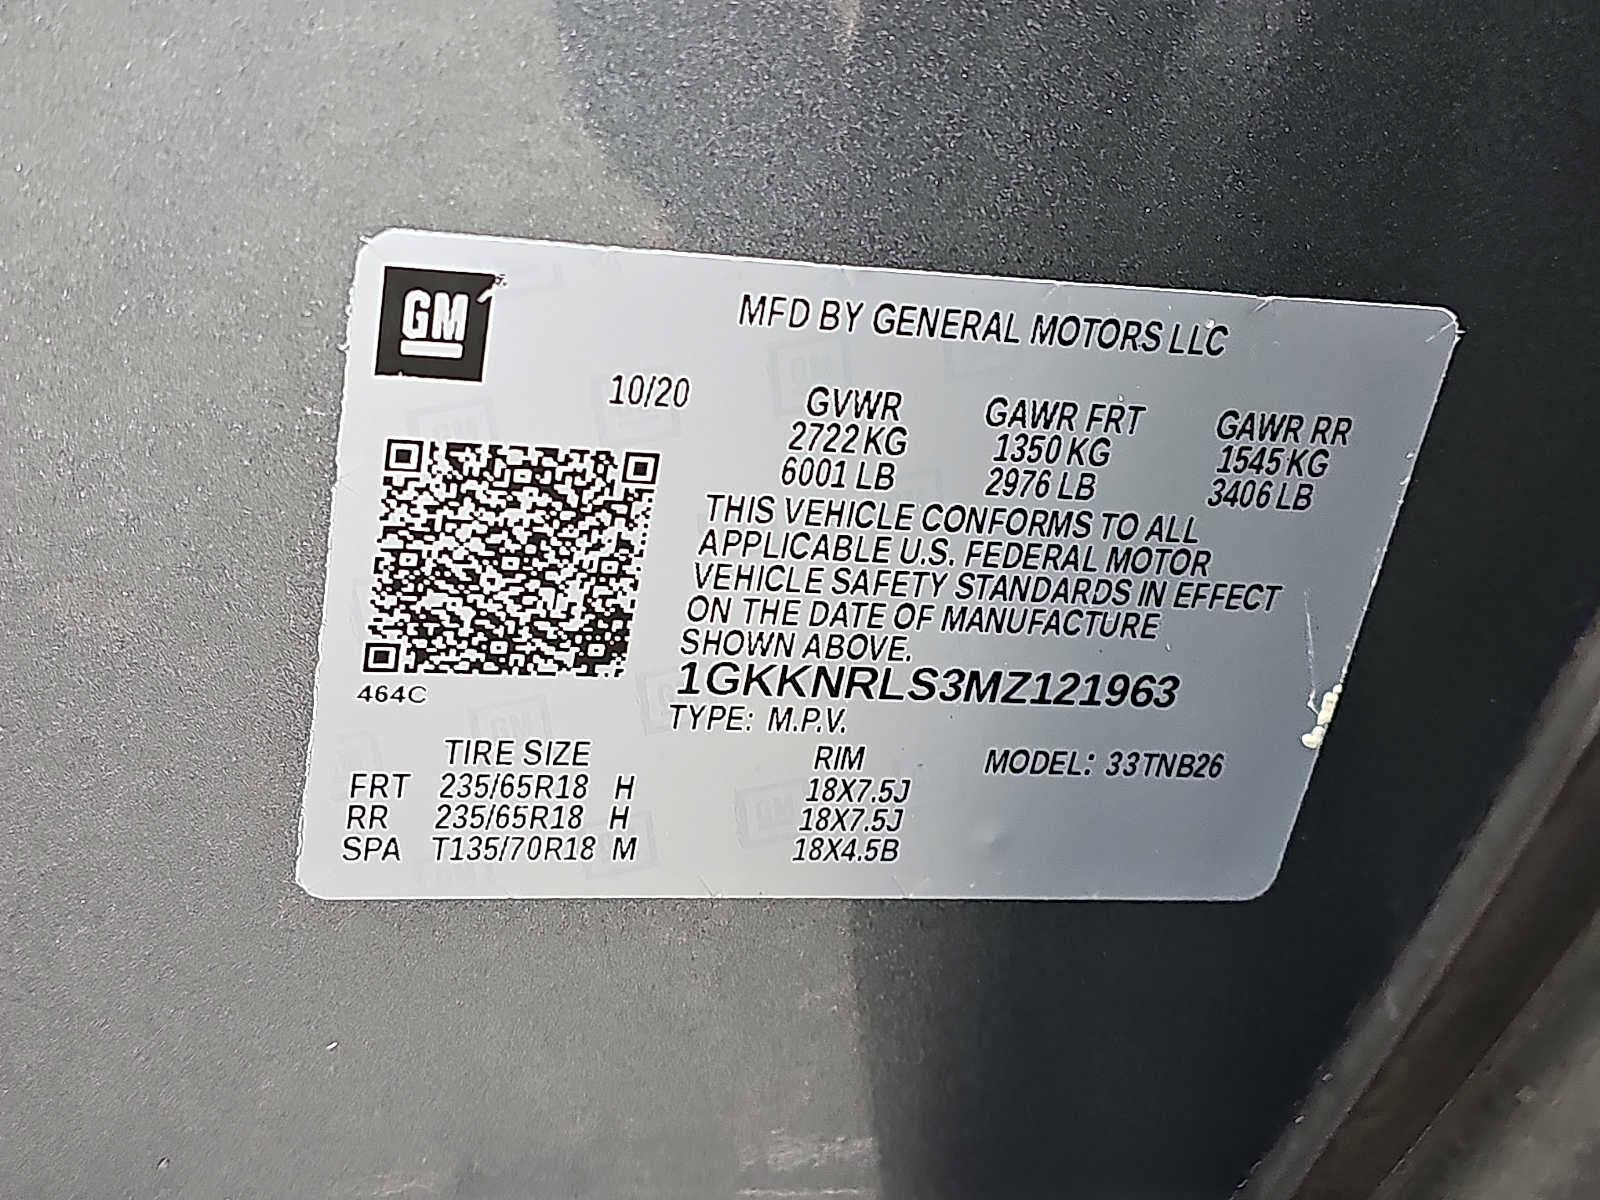 GM
MFD BY GENERAL MOTORS LLC
10/20
GVWR GAWR FRT GAWR RR
2722 KG 1350 KG 1545 KG
6001 LB 2976 LB 3406 LB
THIS VEHICLE CONFORMS TO ALL
APPLICABLE U.S. FEDERAL MOTOR
VEHICLE SAFETY STANDARDS IN EFFECT
ON THE DATE OF MANUFACTURE
SHOWN ABOVE.
464C
1GKKNRLS3MZ121963
TYPE: M.P.V.
TIRE SIZE RIM MODEL: 33TNB26
FRT 235/65R18 H 18X7.5J
RR 235/65R18 H 18X7.5J
SPA T135/70R18 M 18X4.5B